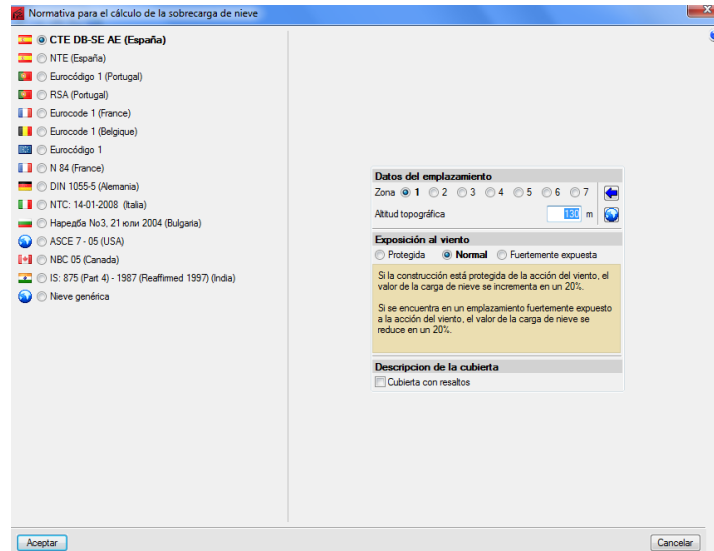 Normativa para el cálculo de la sobrecarga de nieve
CTE DB-SE AE (España)
NTE (España)
Eurocódigo 1 (Portugal)
RSA (Portugal)
Eurocode 1 (France)
Eurocode 1 (Belgique)
Eurocódigo 1
N 84 (France)
DIN 1055-5 (Alemania)
NTC: 14-01-2008 (Italia)
Наредба No3, 21 юли 2004 (Bulgaria)
ASCE 7 - 05 (USA)
NBC 05 (Canada)
IS: 875 (Part 4) - 1987 (Reaffirmed 1997) (India)
Nieve genérica
Datos del emplazamiento
Zona 1 2 3 4 5 6 7
Altitud topográfica 130 m
Exposición al viento
Protegida Normal Fuertemente expuesta
Si la construcción está protegida de la acción del viento, el
valor de la carga de nieve se incrementa en un 20%.
Si se encuentra en un emplazamiento fuertemente expuesto
a la acción del viento, el valor de la carga de nieve se
reduce en un 20%.
Descripcion de la cubierta
Cubierta con resaltos
Aceptar
Cancelar